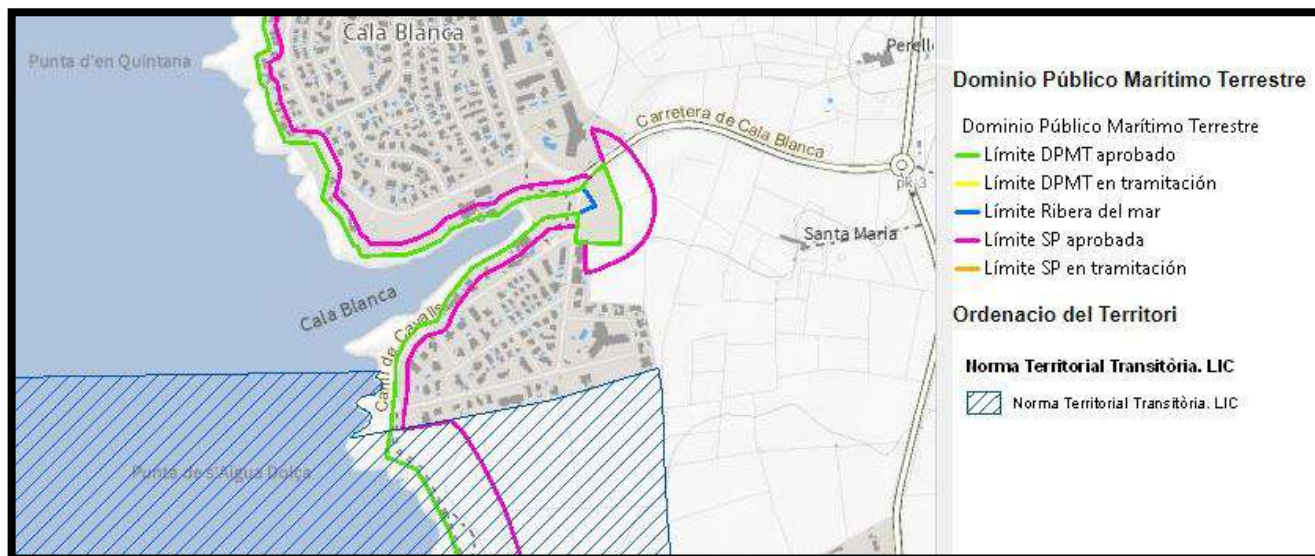 Cala Blanca
Punta d'en Quintana
Perell
Carretera de Cala Blanca
pk 3
Santa Maria
Cala Blanca
Camí de Cavalls
Punta de s'Aigua Dolça
Dominio Público Marítimo Terrestre
Dominio Público Marítimo Terrestre
Límite DPMT aprobado
Límite DPMT en tramitación
Límite Ribera del mar
Límite SP aprobada
Límite SP en tramitación
Ordenacio del Territori
Norma Territorial Transitòria. LIC
Norma Territorial Transitòria. LIC